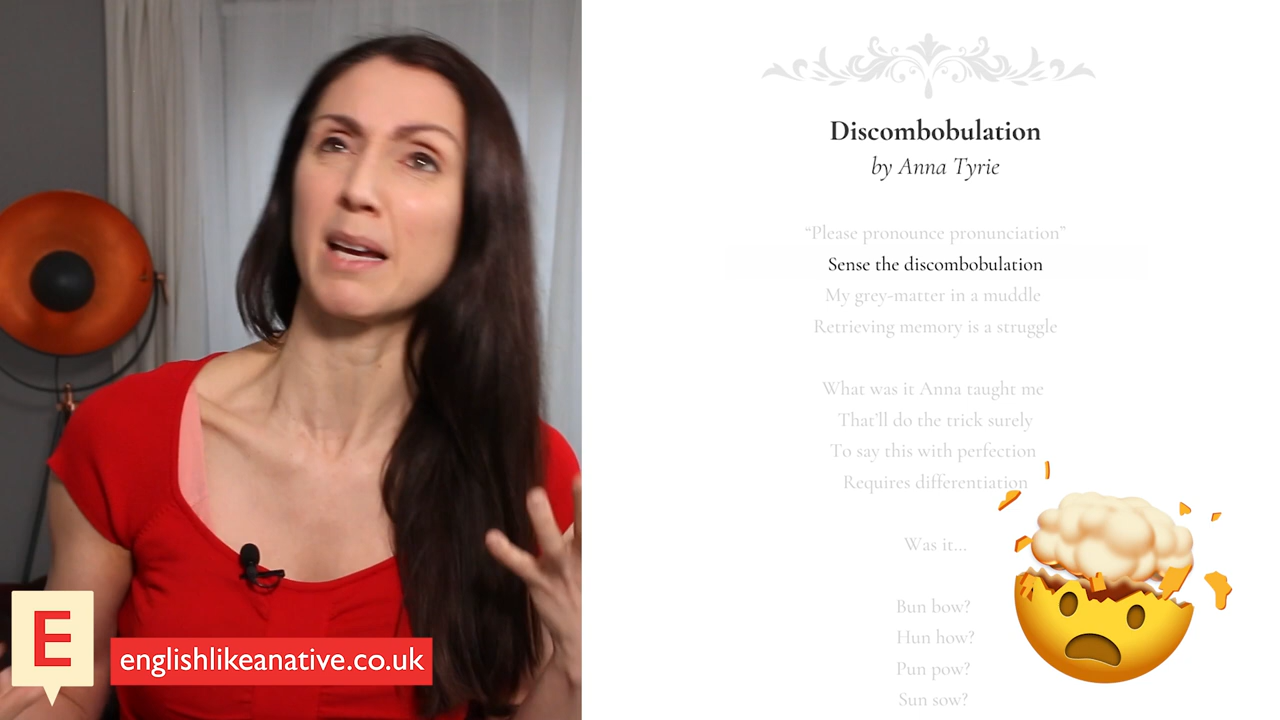 Discombobulation
by Anna Tyrie
“Please pronounce pronunciation”
Sense the discombobulation
My grey-matter in a muddle
Retrieving memory is a struggle
What was it Anna taught me
That'll do the trick surely
To say this with perfection
Requires differentiation
Was it...
Bun bow?
Hun how?
Pun pow?
Sun sow?
E
englishlikeanative.co.uk